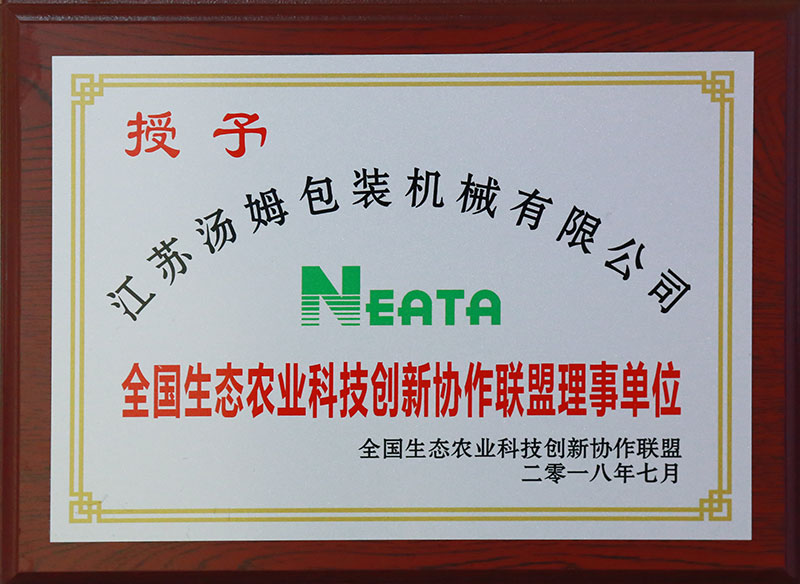 授予
江苏汤姆包装机械有限公司
NEATA
全国生态农业科技创新协作联盟理事单位
全国生态农业科技创新协作联盟
二零一八年七月